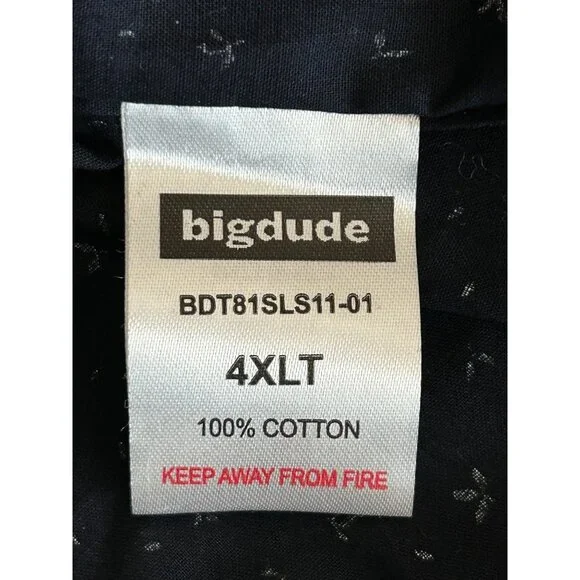 bigdude
BDT81SLS11-01
4XLT
100% COTTON
KEEP AWAY FROM FIRE